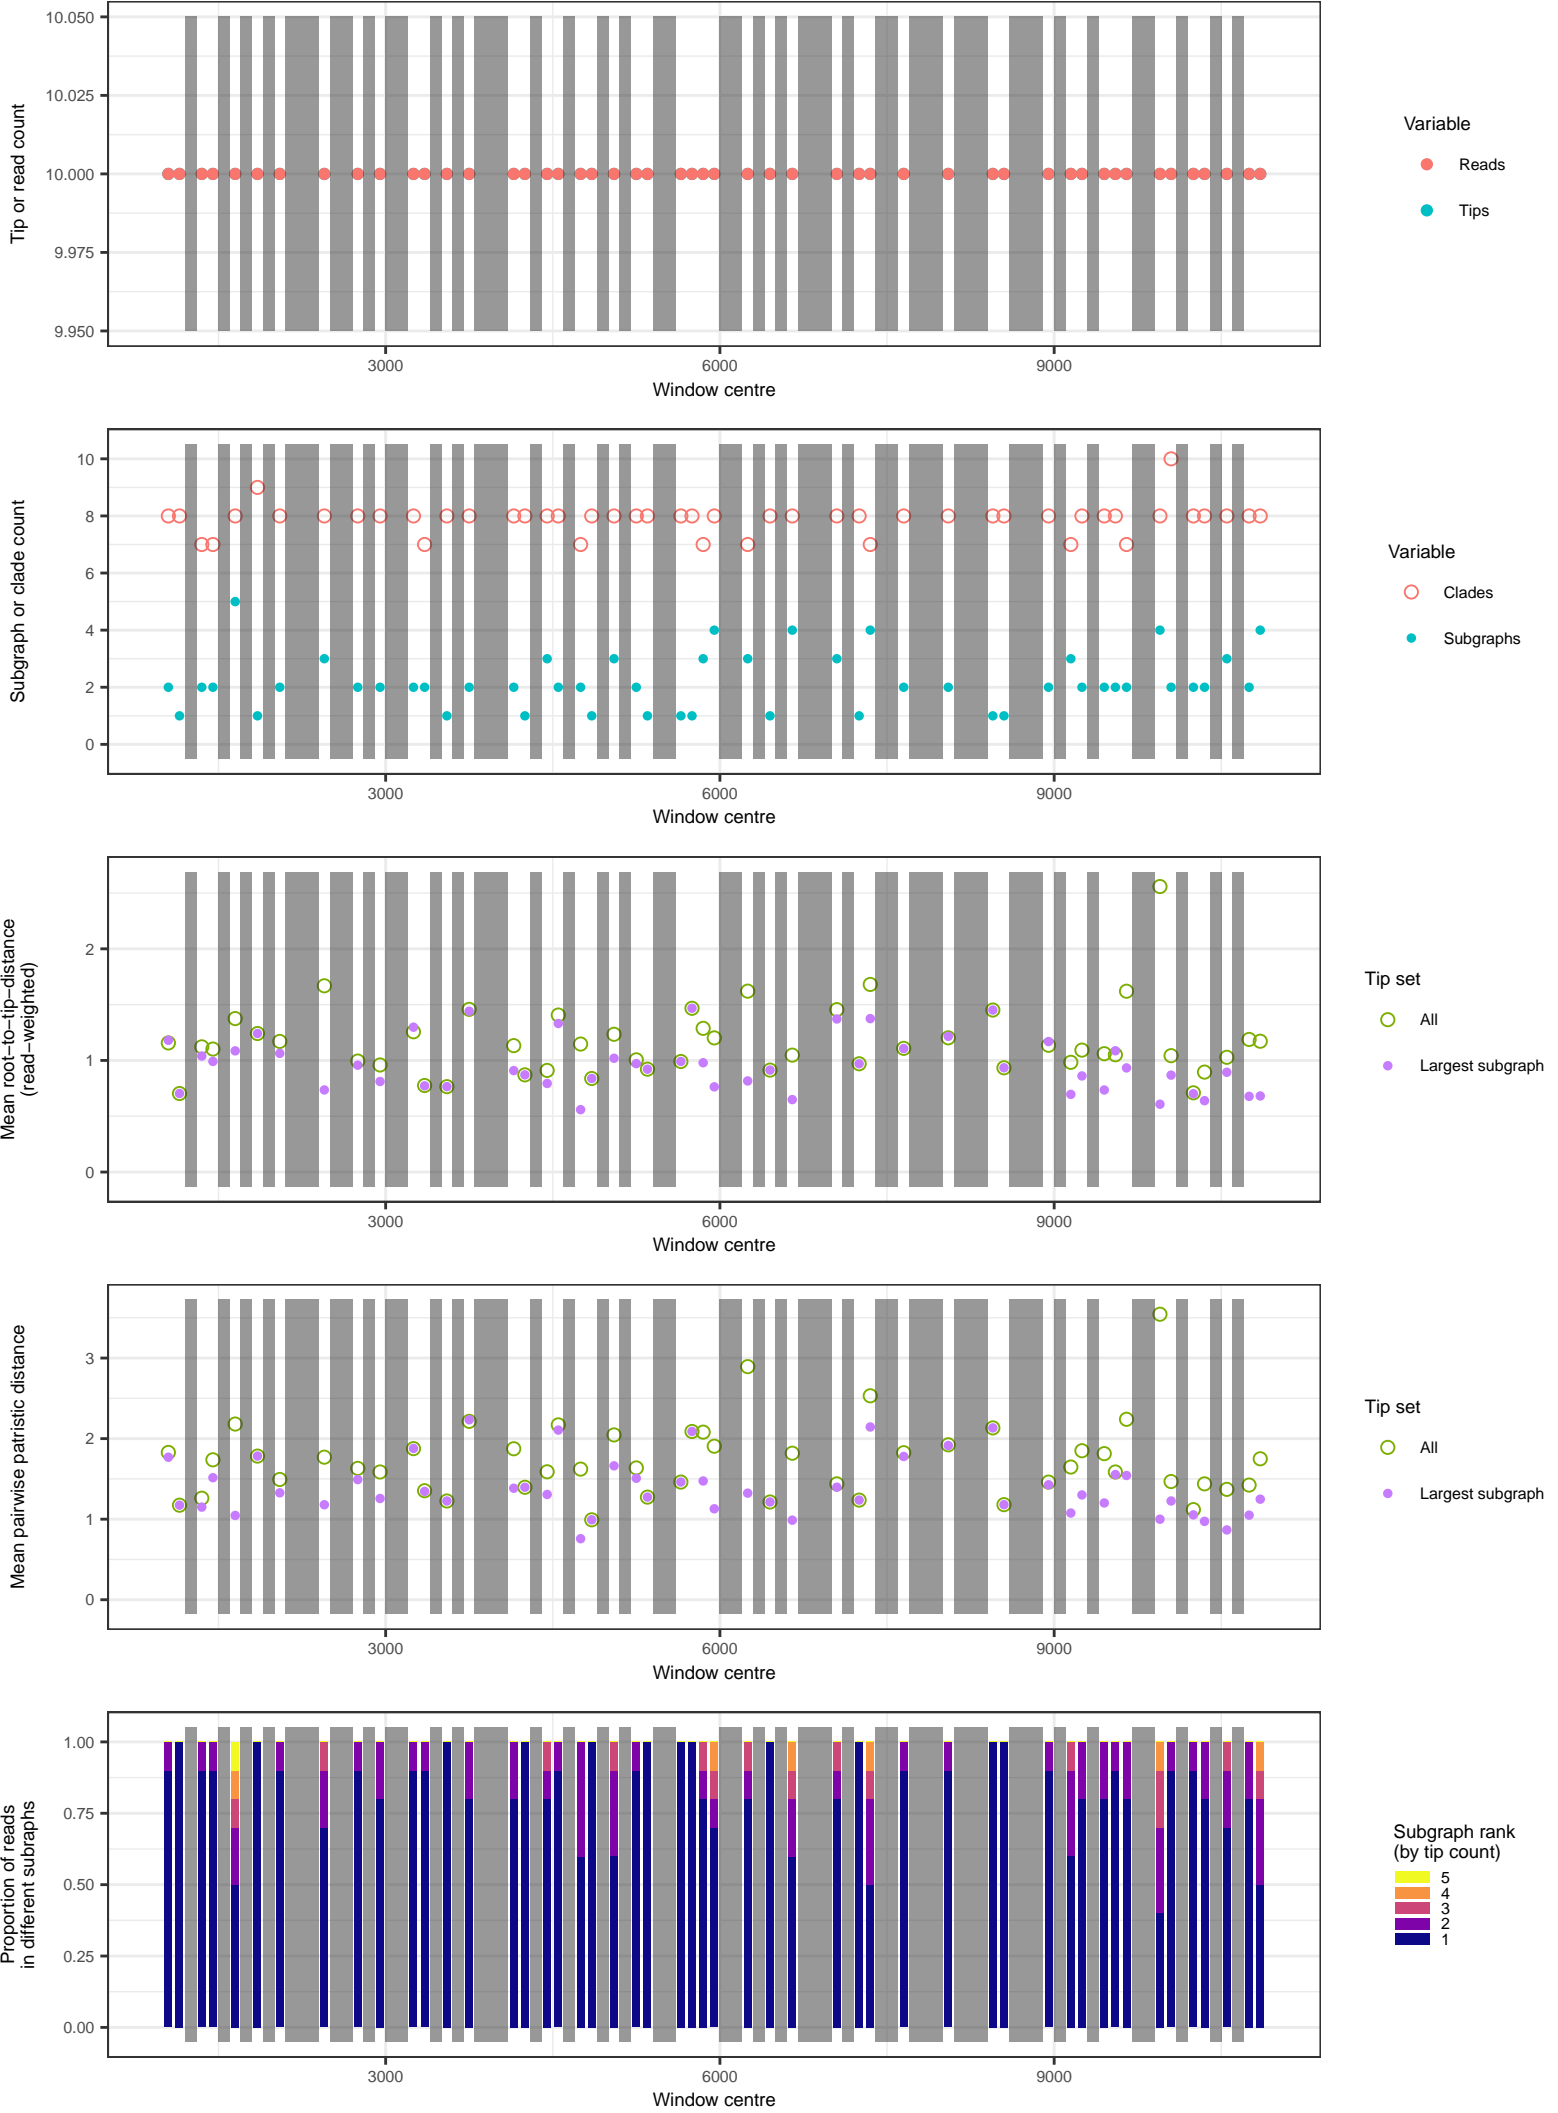 10.050
10.025
10.000
9.975
9.950
Tip or read count
3000
6000
9000
Window centre
Variable
Reads
Tips
10
8
6
4
2
0
Subgraph or clade count
3000
6000
9000
Window centre
Variable
Clades
Subgraphs
2
1
0
Mean root−to−tip−distance
(read−weighted)
3000
6000
9000
Window centre
Tip set
All
Largest subgraph
3
2
1
0
Mean pairwise patristic distance
3000
6000
9000
Window centre
Tip set
All
Largest subgraph
1.00
0.75
0.50
0.25
0.00
Proportion of reads
in different subraphs
3000
6000
9000
Window centre
Subgraph rank
(by tip count)
5
4
3
2
1